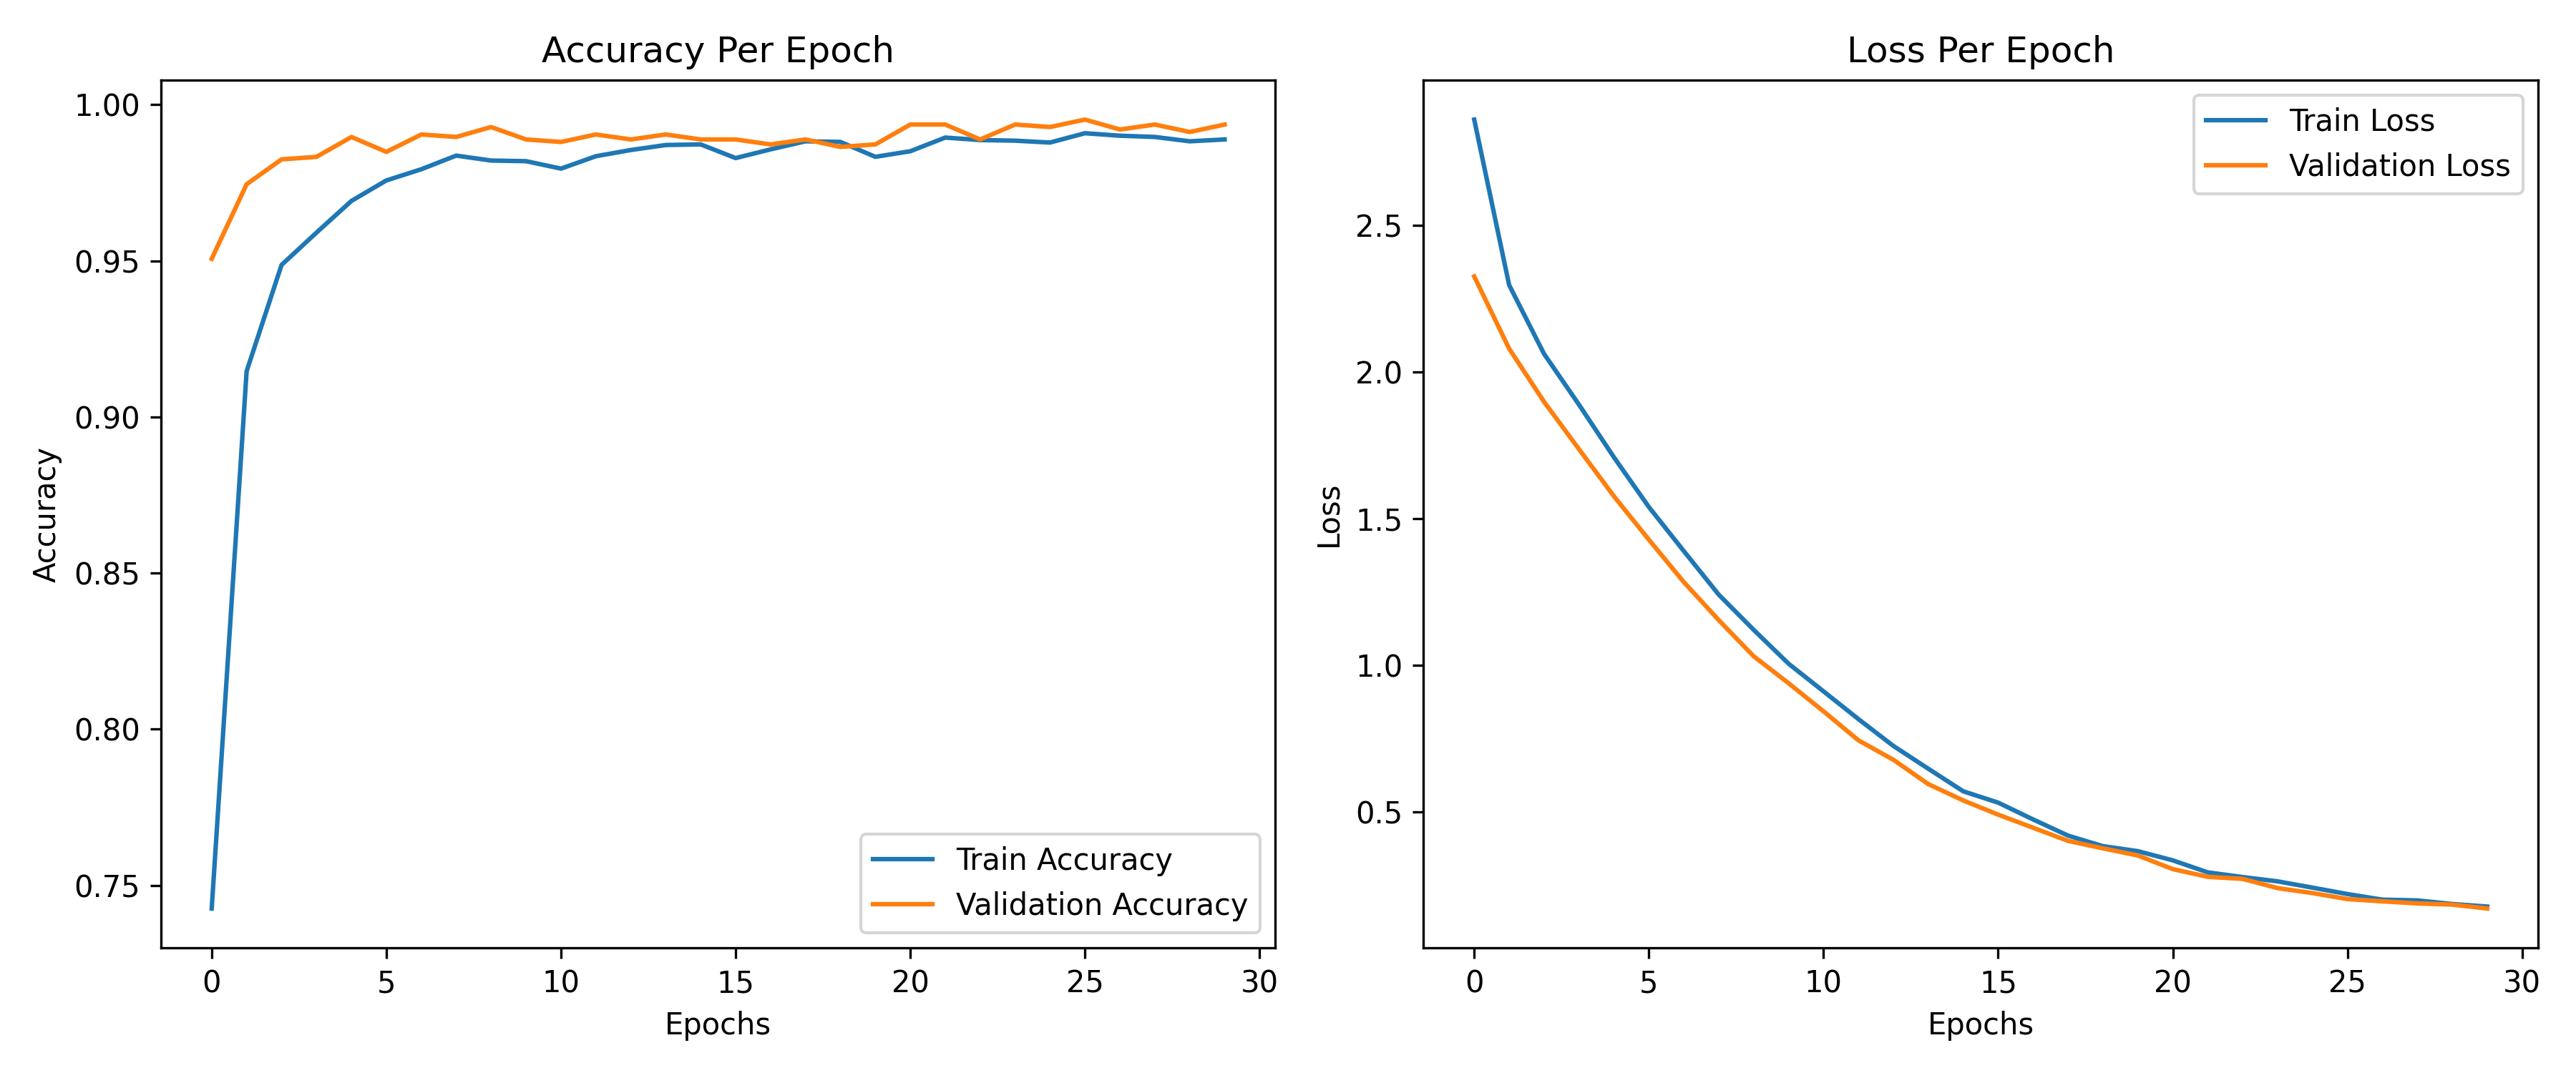 Accuracy Per Epoch
1.00
0.95
0.90
0.85
0.80
0.75
Accuracy
0 5 10 15 20 25 30
Epochs
Train Accuracy
Validation Accuracy
Loss Per Epoch
2.5
2.0
1.5
1.0
0.5
Loss
0 5 10 15 20 25 30
Epochs
Train Loss
Validation Loss